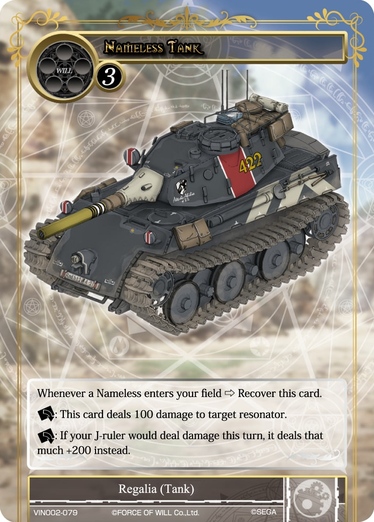 NAMELESS TANK
WILL
3
422
Whenever a Nameless enters your field ⇨ Recover this card.
: This card deals 100 damage to target resonator.
: If your J-ruler would deal damage this turn, it deals that
much +200 instead.
Regalia (Tank)
VIN002-079 ©FORCE OF WILL Co.,Ltd. ©SEGA